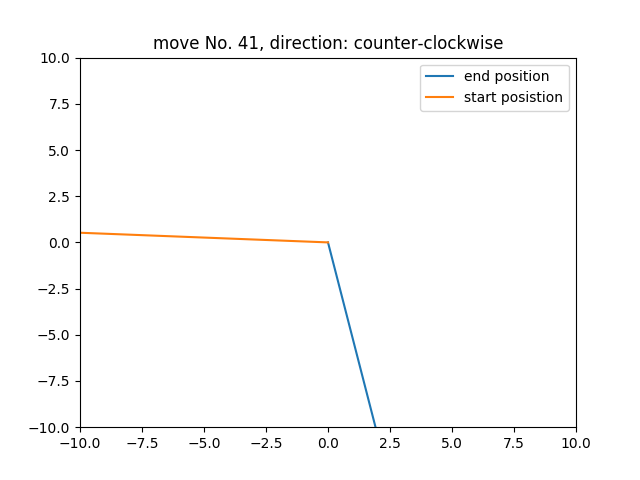 move No. 41, direction: counter-clockwise
end position
start posistion
10.0
7.5
5.0
2.5
0.0
−2.5
−5.0
−7.5
−10.0
−10.0 −7.5 −5.0 −2.5 0.0 2.5 5.0 7.5 10.0